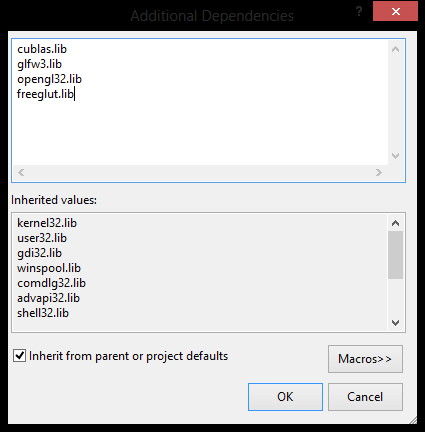 Additional Dependencies
?
cublas.lib
glfw3.lib
opengl32.lib
freeglut.lib
Inherited values:
kernel32.lib
user32.lib
gdi32.lib
winspool.lib
comdlg32.lib
advapi32.lib
shell32.lib
Inherit from parent or project defaults
Macros>>
OK Cancel